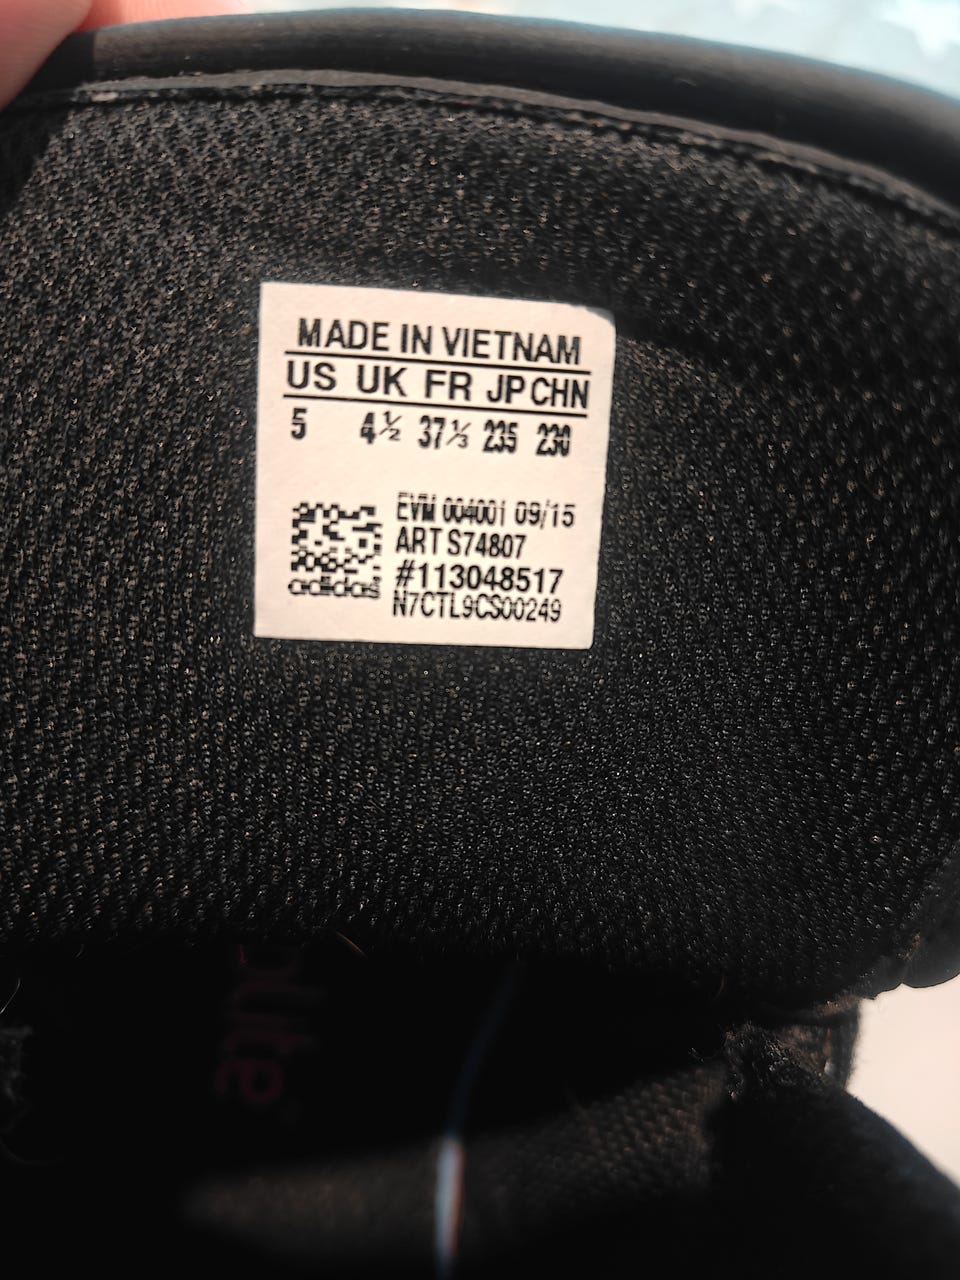 MADE IN VIETNAM
US UK FR JP CHN
5 4½ 37⅓ 235 230
EVM 004001 09/15
ART S74807
#113048517
adidas N7CTL9CS00249